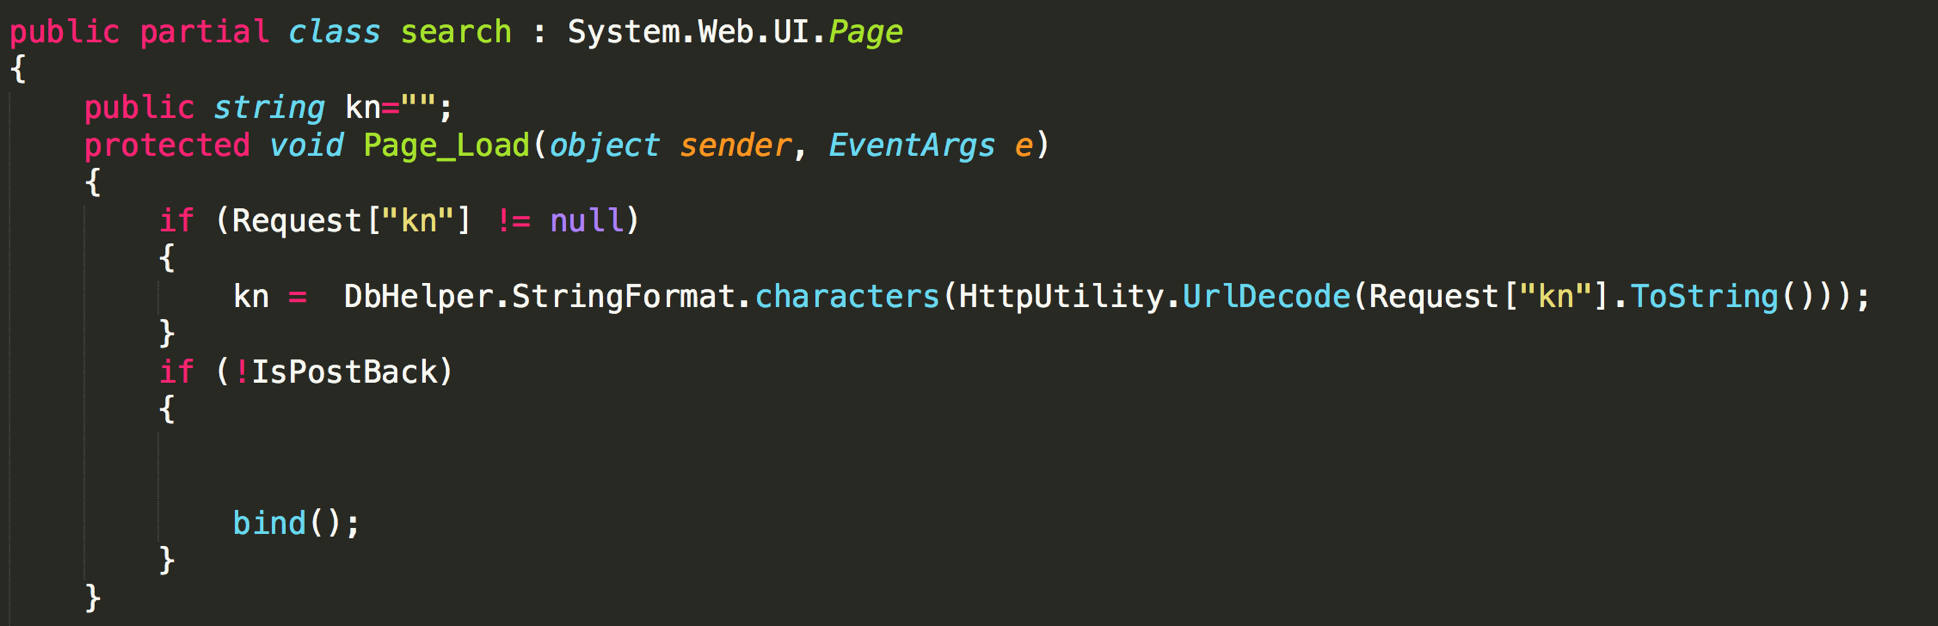 public partial class search : System.Web.UI.Page
{
    public string kn="";
    protected void Page_Load(object sender, EventArgs e)
    {
        if (Request["kn"] != null)
        {
            kn =  DbHelper.StringFormat.characters(HttpUtility.UrlDecode(Request["kn"].ToString()));
        }
        if (!IsPostBack)
        {
            bind();
        }
    }